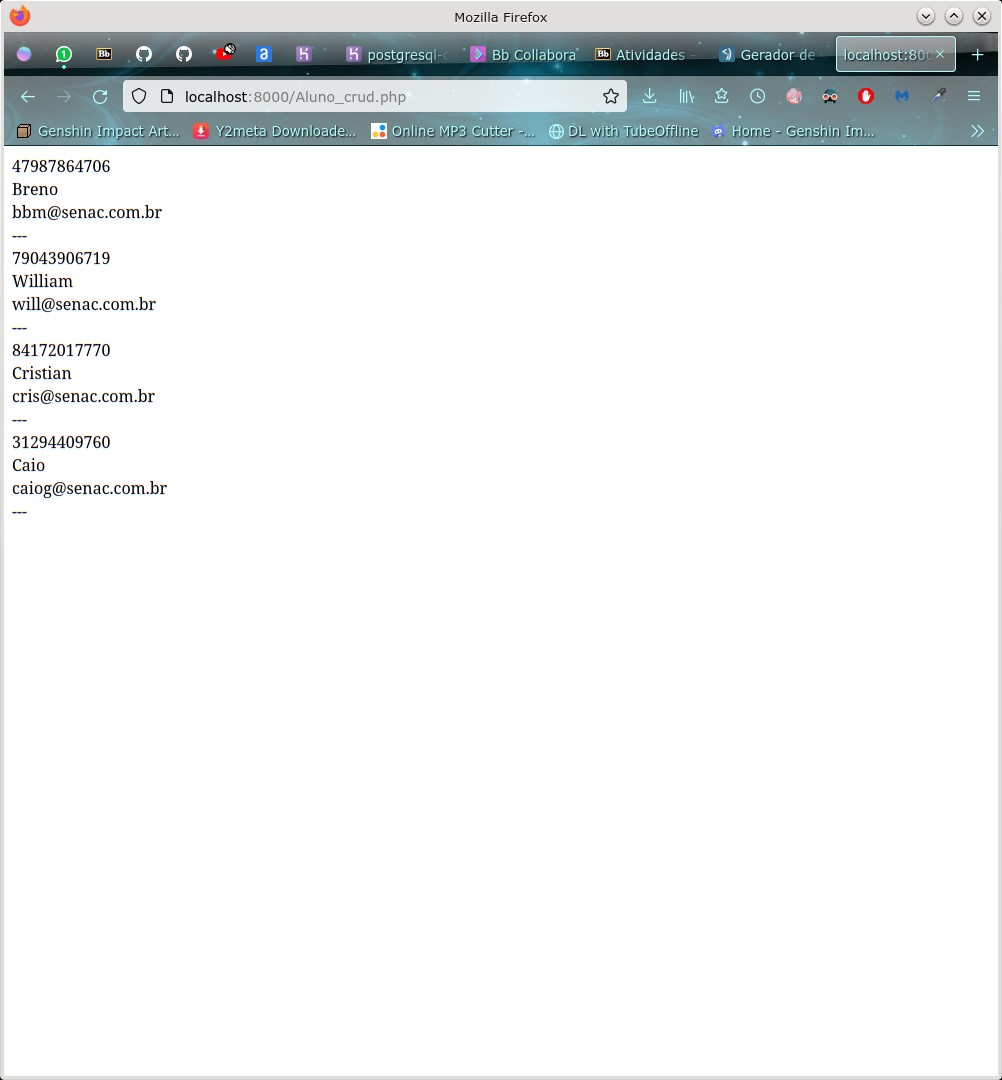 Mozilla Firefox
1
Bb
a
postgresql-
Bb Collabora
Bb
Atividades -
Gerador de
localhost:800
localhost:8000/Aluno_crud.php
Genshin Impact Art...
Y2meta Downloade...
Online MP3 Cutter -...
DL with TubeOffline
Home - Genshin Im...
47987864706
Breno
bbm@senac.com.br
---
79043906719
William
will@senac.com.br
---
84172017770
Cristian
cris@senac.com.br
---
31294409760
Caio
caiog@senac.com.br
---